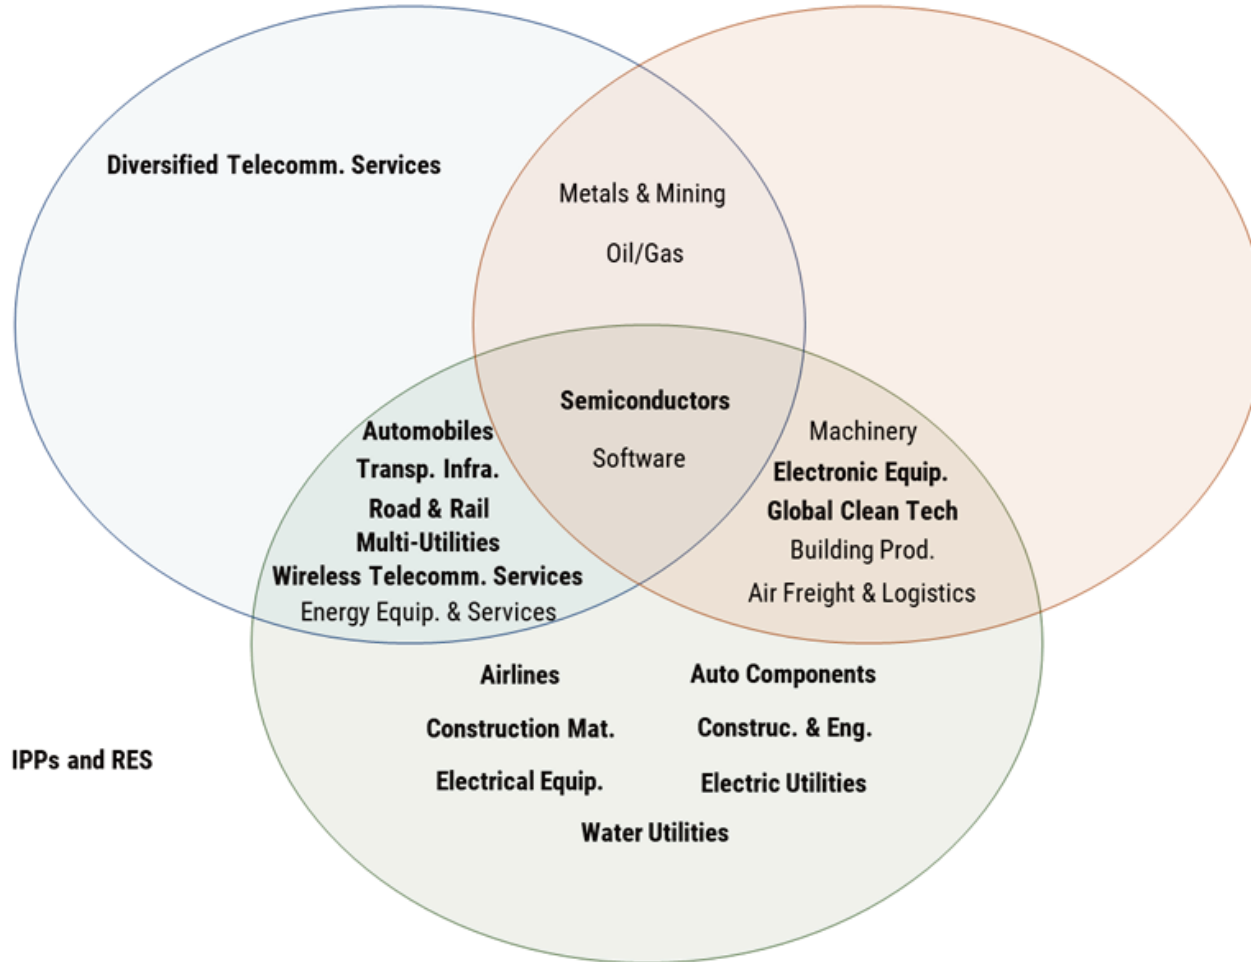 Diversified Telecomm. Services
Metals & Mining
Oil/Gas
Semiconductors
Software
Automobiles
Transp. Infra.
Road & Rail
Multi-Utilities
Wireless Telecomm. Services
Energy Equip. & Services
Machinery
Electronic Equip.
Global Clean Tech
Building Prod.
Air Freight & Logistics
Airlines
Auto Components
Construction Mat.
Construc. & Eng.
Electrical Equip.
Electric Utilities
Water Utilities
IPPs and RES